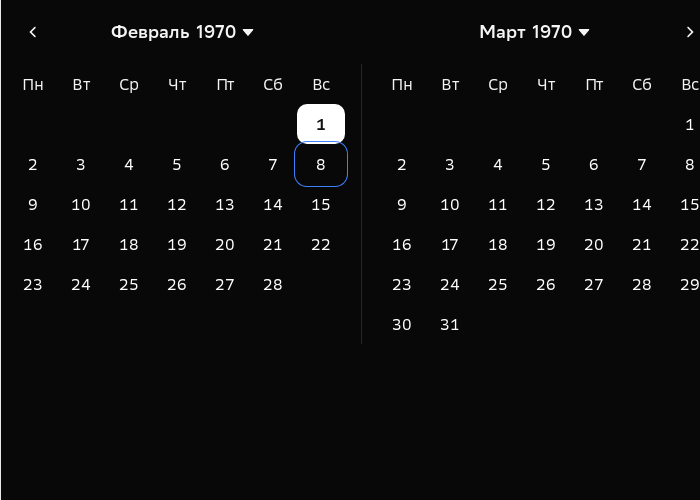 Февраль 1970 Март 1970
Пн Вт Ср Чт Пт Сб Вс Пн Вт Ср Чт Пт Сб Вс
1 1
2 3 4 5 6 7 8 2 3 4 5 6 7 8
9 10 11 12 13 14 15 9 10 11 12 13 14 15
16 17 18 19 20 21 22 16 17 18 19 20 21 22
23 24 25 26 27 28 23 24 25 26 27 28 29
30 31